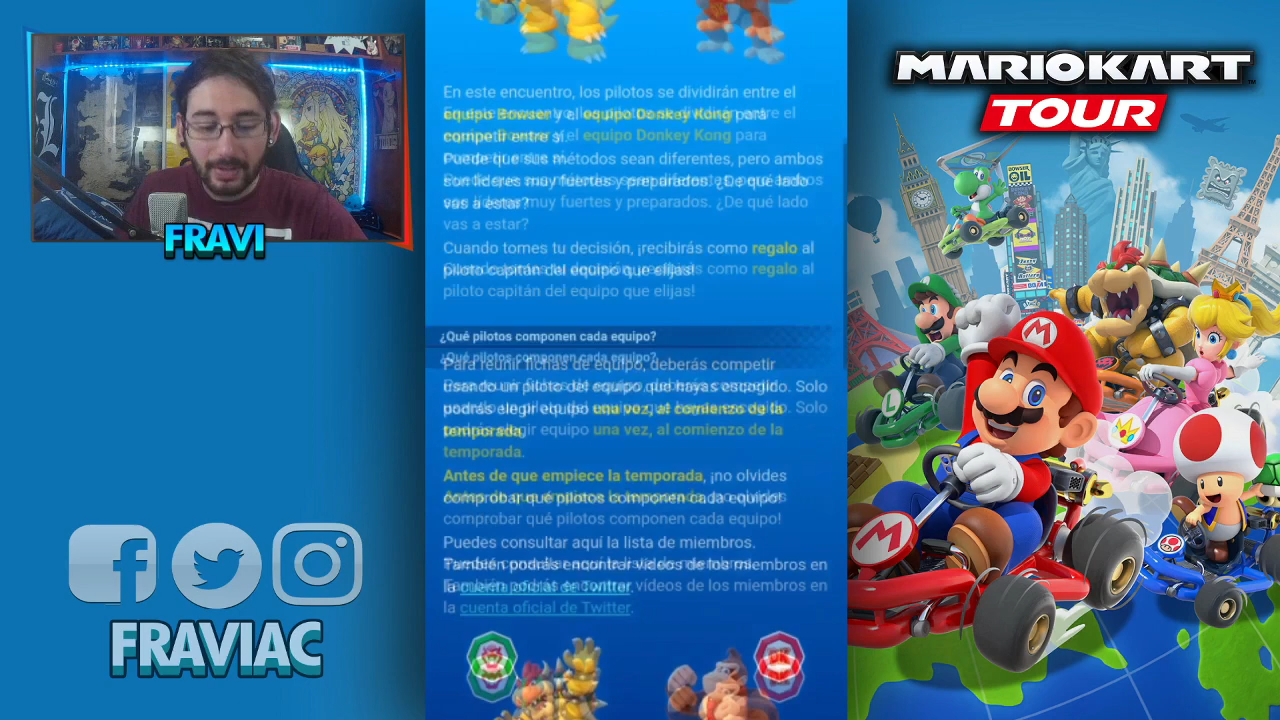 MARIOKART
TOUR
FRAVI
En este encuentro, los pilotos se dividirán entre el
equipo Bowser y el equipo Donkey Kong para
competir entre sí.
Puede que sus métodos sean diferentes, pero ambos
son líderes muy fuertes y preparados. ¿De qué lado
vas a estar?
Cuando tomes tu decisión, ¡recibirás como regalo al
piloto capitán del equipo que elijas!
¿Qué pilotos componen cada equipo?
Para reunir fichas de equipo, deberás competir
usando un piloto del equipo que hayas escogido. Solo
podrás elegir equipo una vez, al comienzo de la
temporada.
Antes de que empiece la temporada, ¡no olvides
comprobar qué pilotos componen cada equipo!
Puedes consultar aquí la lista de miembros.
También podrás encontrar vídeos de los miembros en
la cuenta oficial de Twitter.
FRAVIAC
BOWSER
OIL